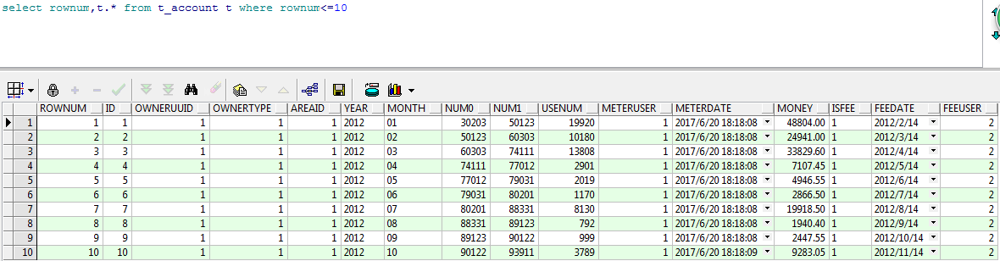 select rownum,t.* from t_account t where rownum<=10
ROWNUM ID OWNERUUID OWNERTYPE AREAID YEAR MONTH NUM0 NUM1 USENUM METERUSER METERDATE MONEY ISFEE FEEDATE FEEUSER
1 1 1 1 1 1 2012 01 30203 50123 19920 1 2017/6/20 18:18:08 48804.00 1 2012/2/14 2
2 2 2 1 1 1 2012 02 50123 60303 10180 1 2017/6/20 18:18:08 24941.00 1 2012/3/14 2
3 3 3 1 1 1 2012 03 60303 74111 13808 1 2017/6/20 18:18:08 33829.60 1 2012/4/14 2
4 4 4 1 1 1 2012 04 74111 77012 2901 1 2017/6/20 18:18:08 7107.45 1 2012/5/14 2
5 5 5 1 1 1 2012 05 77012 79031 2019 1 2017/6/20 18:18:08 4946.55 1 2012/6/14 2
6 6 6 1 1 1 2012 06 79031 80201 1170 1 2017/6/20 18:18:08 2866.50 1 2012/7/14 2
7 7 7 1 1 1 2012 07 80201 88331 8130 1 2017/6/20 18:18:08 19918.50 1 2012/8/14 2
8 8 8 1 1 1 2012 08 88331 89123 792 1 2017/6/20 18:18:08 1940.40 1 2012/9/14 2
9 9 9 1 1 1 2012 09 89123 90122 999 1 2017/6/20 18:18:08 2447.55 1 2012/10/14 2
10 10 10 1 1 1 2012 10 90122 93911 3789 1 2017/6/20 18:18:09 9283.05 1 2012/11/14 2